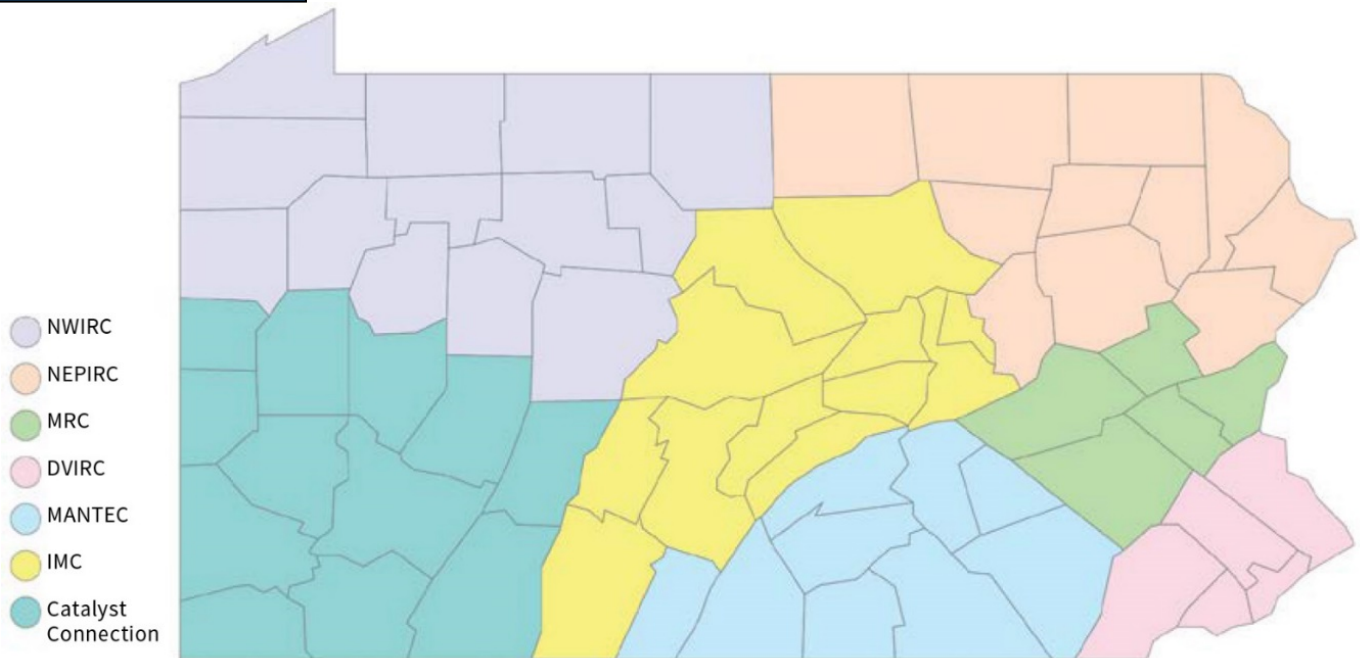 NWIRC
NEPIRC
MRC
DVIRC
MANTEC
IMC
Catalyst
Connection